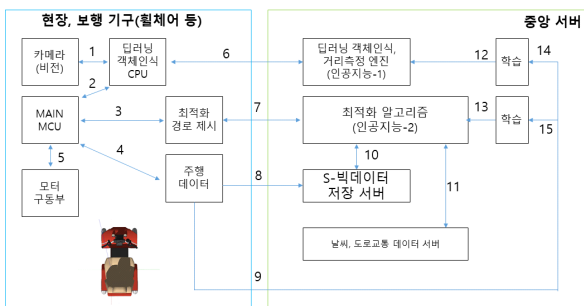 현장, 보행 기구(휠체어 등)
중앙 서버
카메라
(비전)
1
딥러닝
객체인식
CPU
6
딥러닝 객체인식,
거리측정 엔진
(인공지능-1)
12
학습
14
2
MAIN
MCU
3
최적화
경로 제시
7
최적화 알고리즘
(인공지능-2)
13
학습
15
4
5
10
모터
구동부
주행
데이터
8
S-빅데이터
저장 서버
11
날씨, 도로교통 데이터 서버
9